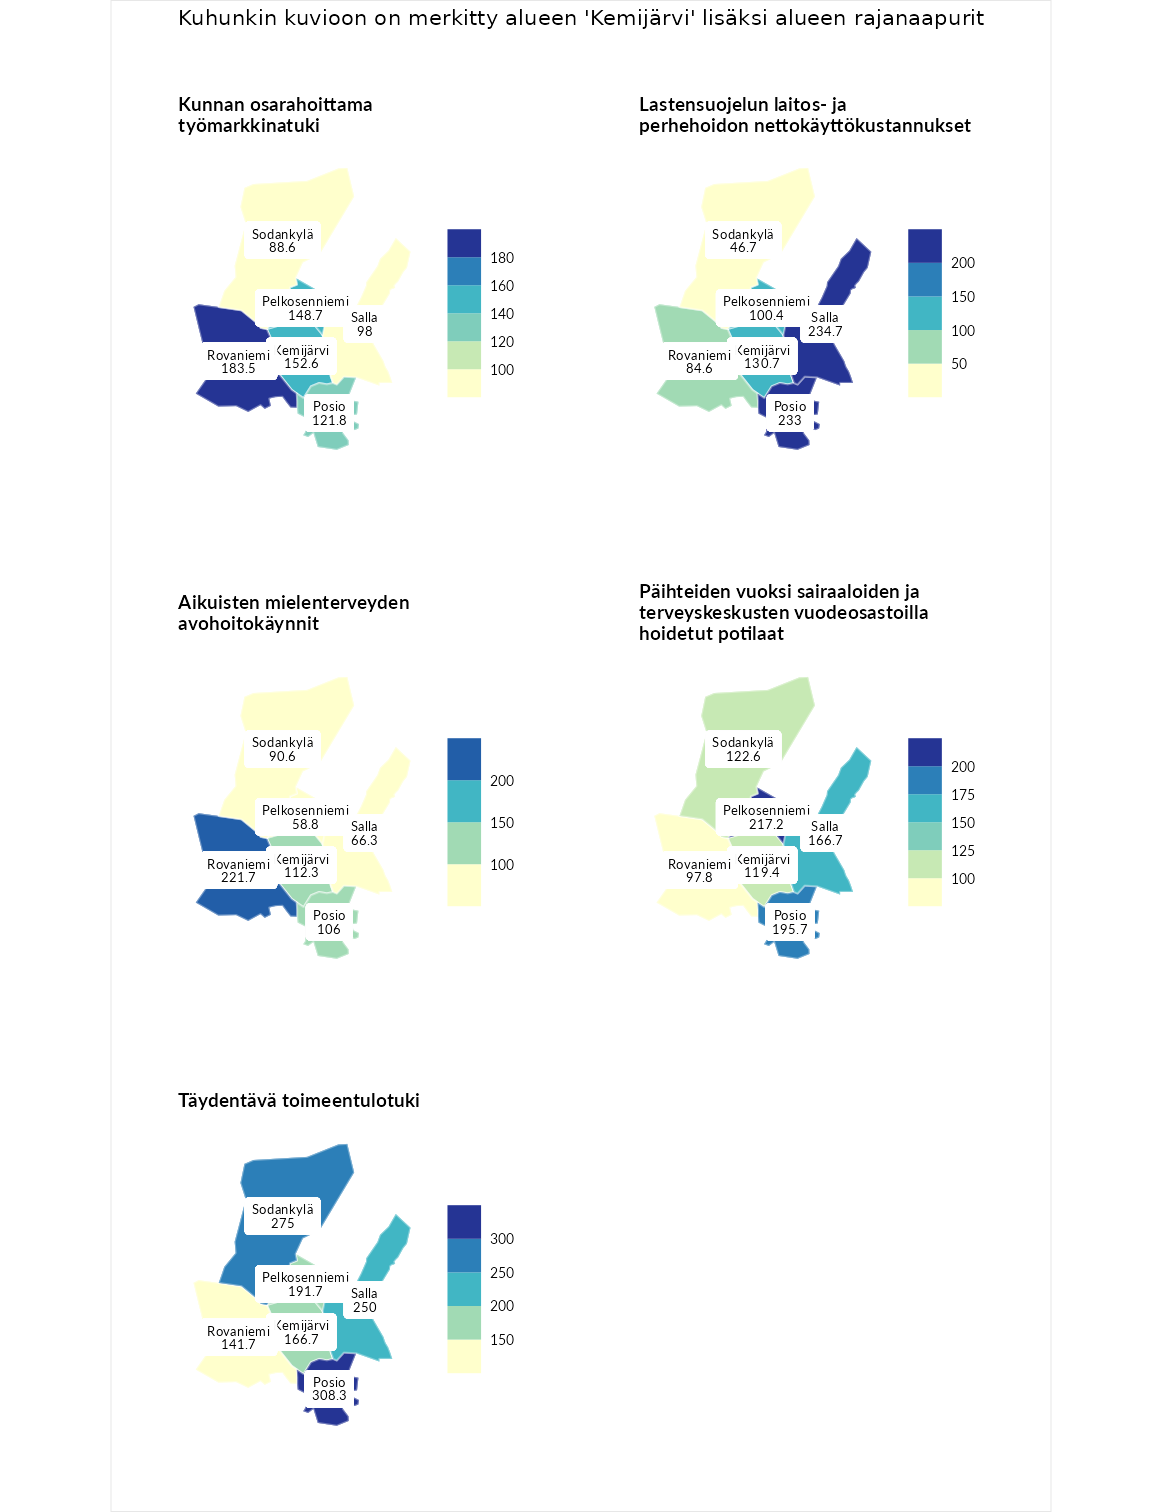 Kuhunkin kuvioon on merkitty alueen 'Kemijärvi' lisäksi alueen rajanaapurit
Kunnan osarahoittama
työmarkkinatuki
Sodankylä
88.6
Pelkosenniemi
148.7
Salla
98
Rovaniemi
183.5
Kemijärvi
152.6
Posio
121.8
180
160
140
120
100
Lastensuojelun laitos- ja
perhehoidon nettokäyttökustannukset
Sodankylä
46.7
Pelkosenniemi
100.4
Salla
234.7
Rovaniemi
84.6
Kemijärvi
130.7
Posio
233
200
150
100
50
Aikuisten mielenterveyden
avohoitokäynnit
Sodankylä
90.6
Pelkosenniemi
58.8
Salla
66.3
Rovaniemi
221.7
Kemijärvi
112.3
Posio
106
200
150
100
Päihteiden vuoksi sairaaloiden ja
terveyskeskusten vuodeosastoilla
hoidetut potilaat
Sodankylä
122.6
Pelkosenniemi
217.2
Salla
166.7
Rovaniemi
97.8
Kemijärvi
119.4
Posio
195.7
200
175
150
125
100
Täydentävä toimeentulotuki
Sodankylä
275
Pelkosenniemi
191.7
Salla
250
Rovaniemi
141.7
Kemijärvi
166.7
Posio
308.3
300
250
200
150